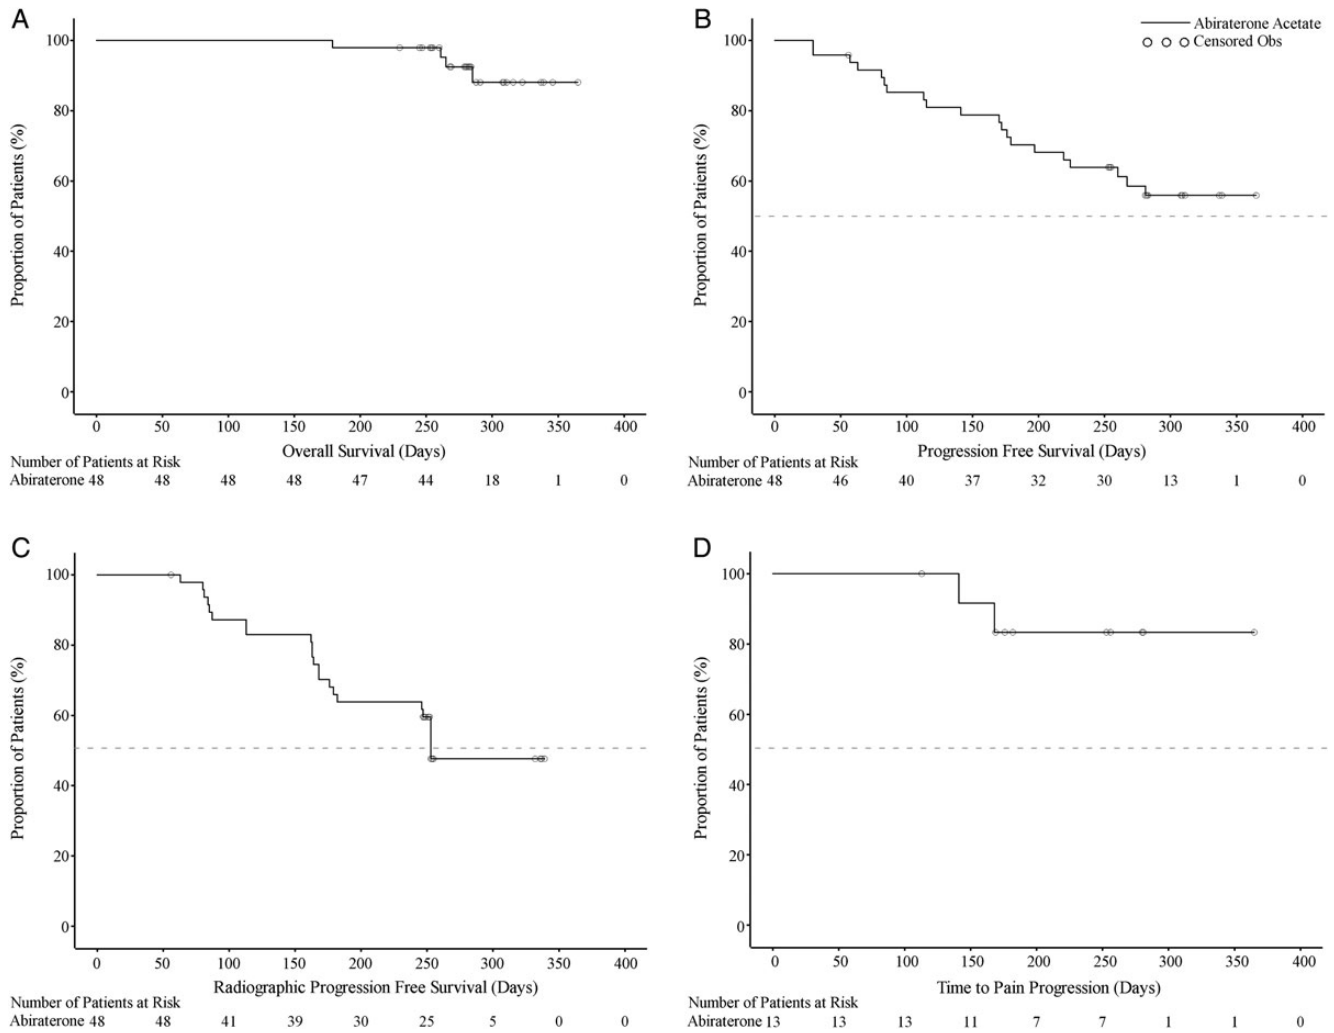 A
Proportion of Patients (%)
100
80
60
40
20
0
0 50 100 150 200 250 300 350 400
Overall Survival (Days)
Number of Patients at Risk
Abiraterone 48 48 48 48 47 44 18 1 0
B
Abiraterone Acetate
Censored Obs
Proportion of Patients (%)
100
80
60
40
20
0
0 50 100 150 200 250 300 350 400
Progression Free Survival (Days)
Number of Patients at Risk
Abiraterone 48 46 40 37 32 30 13 1 0
C
Proportion of Patients (%)
100
80
60
40
20
0
0 50 100 150 200 250 300 350 400
Radiographic Progression Free Survival (Days)
Number of Patients at Risk
Abiraterone 48 48 41 39 30 25 5 0 0
D
Proportion of Patients (%)
100
80
60
40
20
0
0 50 100 150 200 250 300 350 400
Time to Pain Progression (Days)
Number of Patients at Risk
Abiraterone 13 13 13 11 7 7 1 1 0